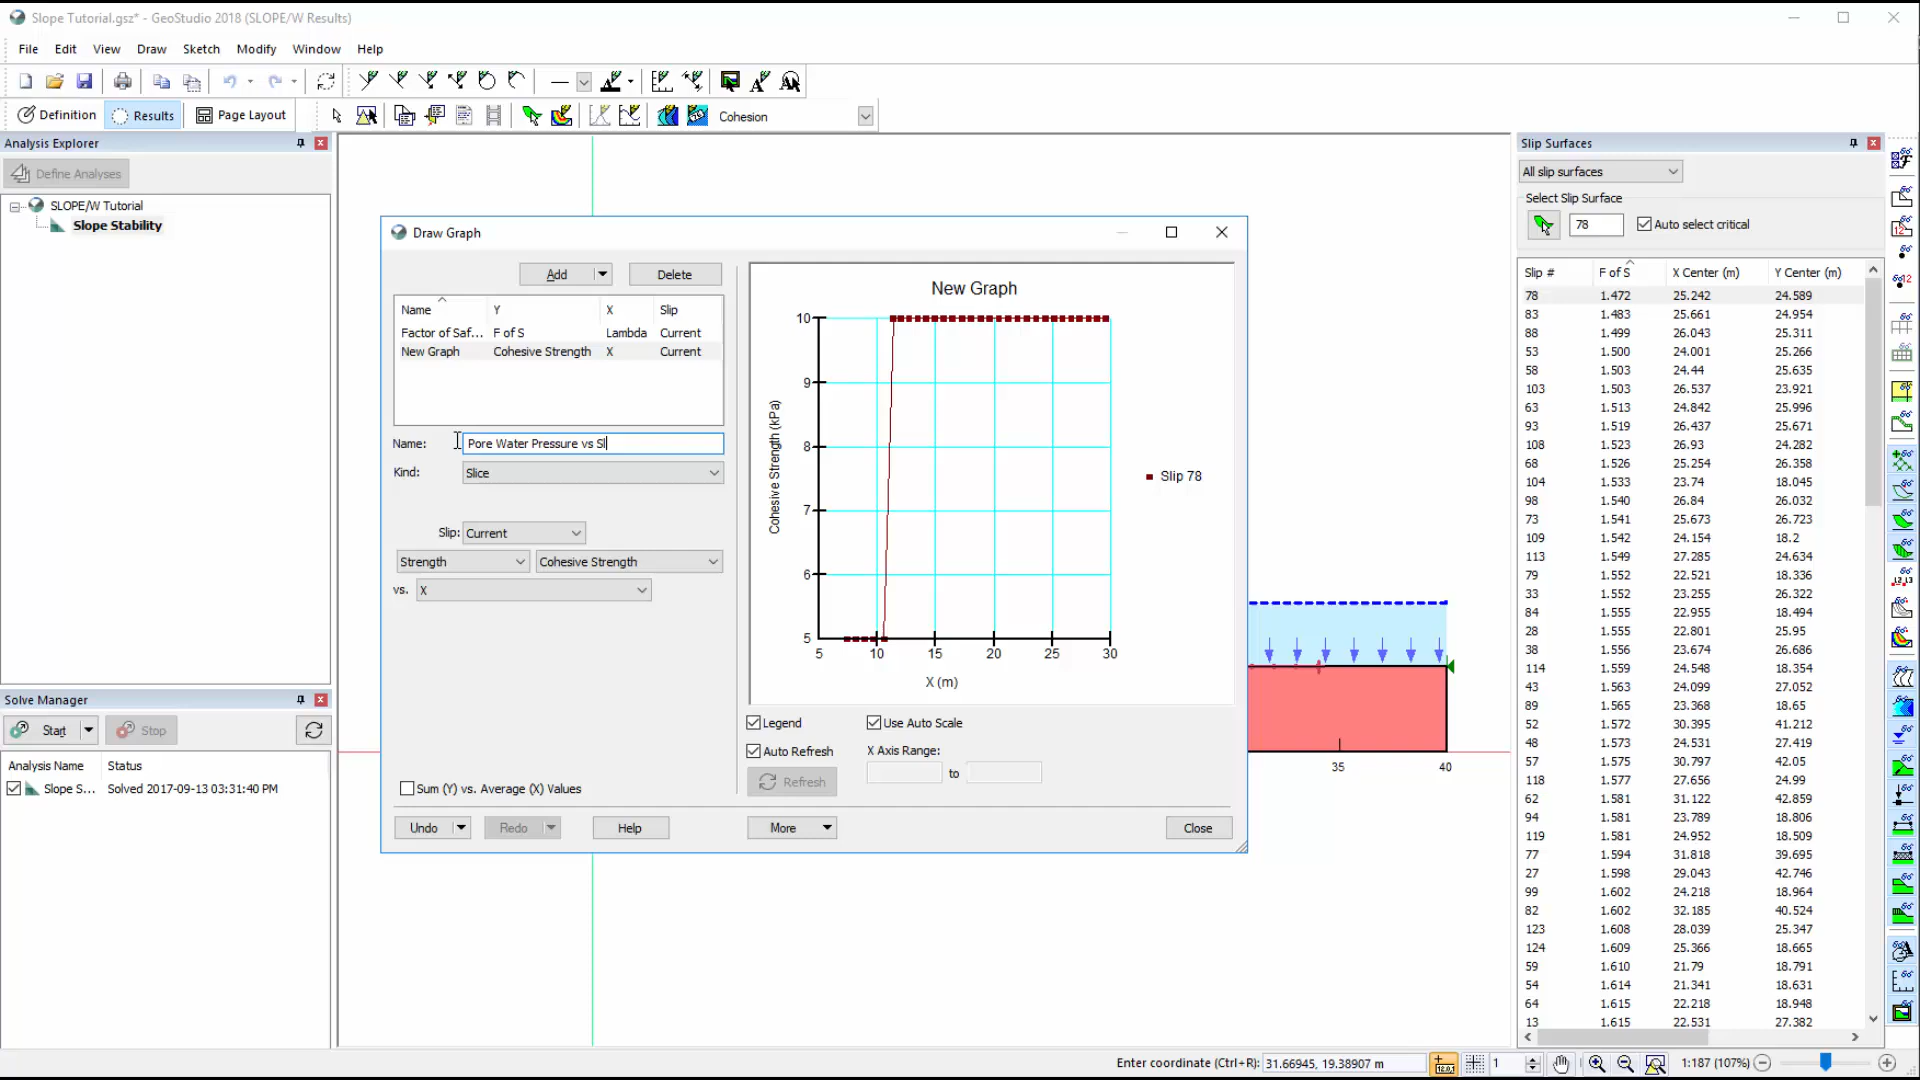 Slope Tutorial.gsz* - GeoStudio 2018 (SLOPE/W Results)
File Edit View Draw Sketch Modify Window Help
Definition Results Page Layout Cohesion
Analysis Explorer
Define Analyses
SLOPE/W Tutorial
Slope Stability
Solve Manager
Start Stop
Analysis Name Status
Slope S... Solved 2017-09-13 03:31:40 PM
Draw Graph
Add Delete
Name Y X Slip
Factor of Saf... F of S Lambda Current
New Graph Cohesive Strength X Current
Name: Pore Water Pressure vs Sl
Kind: Slice
Slip: Current
Strength Cohesive Strength
vs. X
Sum (Y) vs. Average (X) Values
Undo Redo Help More Close
New Graph
Cohesive Strength (kPa)
10
9
8
7
6
5
5 10 15 20 25 30
X (m)
Slip 78
Legend Use Auto Scale
Auto Refresh X Axis Range:
Refresh to
35 40
Slip Surfaces
All slip surfaces
Select Slip Surface
78 Auto select critical
Slip # F of S X Center (m) Y Center (m)
78 1.472 25.242 24.589
83 1.483 25.661 24.954
88 1.499 26.043 25.311
53 1.500 24.001 25.266
58 1.503 24.44 25.635
103 1.503 26.537 23.921
63 1.513 24.842 25.996
93 1.519 26.437 25.671
108 1.523 26.93 24.282
68 1.526 25.254 26.358
104 1.533 23.74 18.045
98 1.540 26.84 26.032
73 1.541 25.673 26.723
109 1.542 24.154 18.2
113 1.549 27.285 24.634
79 1.552 22.521 18.336
33 1.552 23.255 26.322
84 1.555 22.955 18.494
28 1.555 22.801 25.95
38 1.556 23.674 26.686
114 1.559 24.548 18.354
43 1.563 24.099 27.052
89 1.565 23.368 18.65
52 1.572 30.395 41.212
48 1.573 24.531 27.419
57 1.575 30.797 42.05
118 1.577 27.656 24.99
62 1.581 31.122 42.859
94 1.581 23.789 18.806
119 1.581 24.952 18.509
77 1.594 31.818 39.695
27 1.598 29.043 42.746
99 1.602 24.218 18.964
82 1.602 32.185 40.524
123 1.608 28.039 25.347
124 1.609 25.366 18.665
59 1.610 21.79 18.791
54 1.614 21.341 18.631
64 1.615 22.218 18.948
13 1.615 22.531 27.382
Enter coordinate (Ctrl+R): 31.66945, 19.38907 m 1 1:187 (107%)